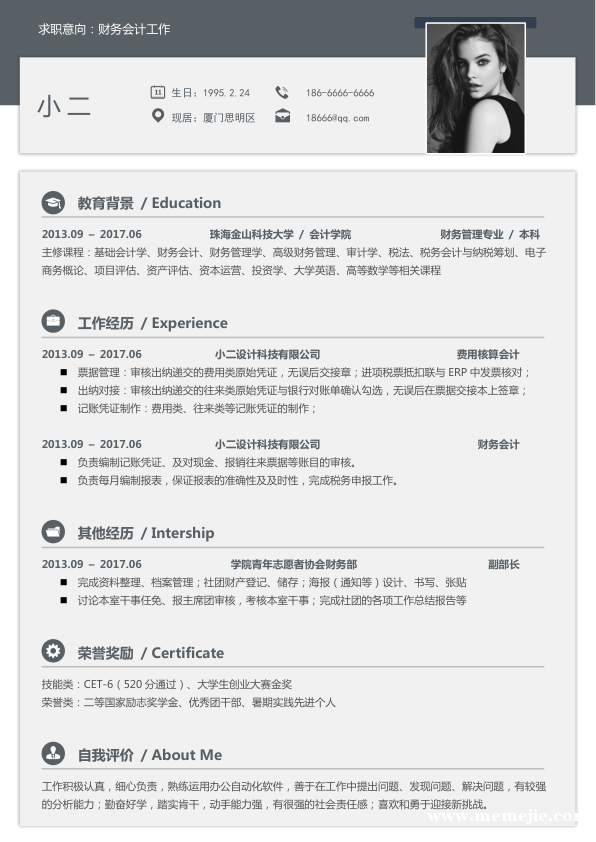 求职意向：财务会计工作
小二
生日：1995.2.24
186-6666-6666
现居：厦门思明区
18666@qq.com
教育背景 / Education
2013.09 – 2017.06 珠海金山科技大学 / 会计学院 财务管理专业 / 本科
主修课程：基础会计学、财务会计、财务管理学、高级财务管理、审计学、税法、税务会计与纳税筹划、电子
商务概论、项目评估、资产评估、资本运营、投资学、大学英语、高等数学等相关课程
工作经历 / Experience
2013.09 – 2017.06 小二设计科技有限公司 费用核算会计
■ 票据管理：审核出纳递交的费用类原始凭证，无误后交接章；进项税票抵扣联与 ERP 中发票核对；
■ 出纳对接：审核出纳递交的往来类原始凭证与银行对账单确认勾选，无误后在票据交接本上签章；
■ 记账凭证制作：费用类、往来类等记账凭证的制作；
2013.09 – 2017.06 小二设计科技有限公司 财务会计
■ 负责编制记账凭证、及对现金、报销往来票据等账目的审核。
■ 负责每月编制报表，保证报表的准确性及及时性，完成税务申报工作。
其他经历 / Intership
2013.09 – 2017.06 学院青年志愿者协会财务部 副部长
■ 完成资料整理、档案管理；社团财产登记、储存；海报（通知等）设计、书写、张贴
■ 讨论本室干事任免、报主席团审核，考核本室干事；完成社团的各项工作总结报告等
荣誉奖励 / Certificate
技能类：CET-6（520 分通过）、大学生创业大赛金奖
荣誉类：二等国家励志奖学金、优秀团干部、暑期实践先进个人
自我评价 / About Me
工作积极认真，细心负责，熟练运用办公自动化软件，善于在工作中提出问题、发现问题、解决问题，有较强
的分析能力；勤奋好学，踏实肯干，动手能力强，有很强的社会责任感；喜欢和勇于迎接新挑战。
www.memejie.com